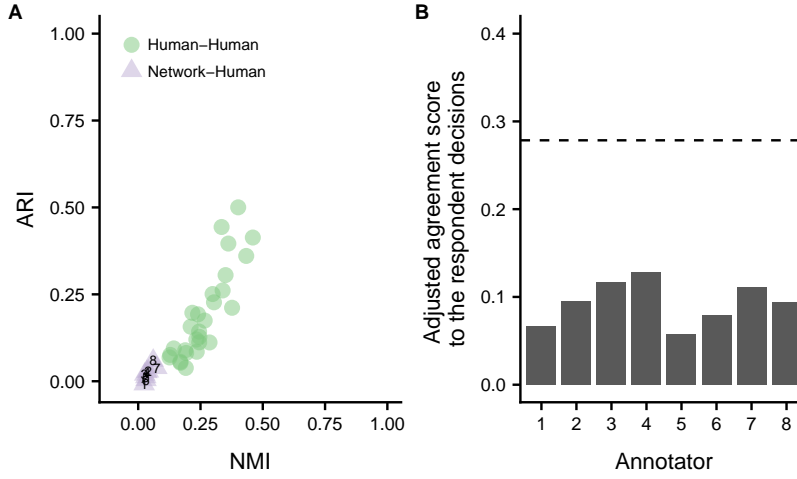 A
1.00
0.75
0.50
0.25
0.00
ARI
Human−Human
Network−Human
8
7
0.00 0.25 0.50 0.75 1.00
NMI
B
Adjusted agreement score
to the respondent decisions
0.4
0.3
0.2
0.1
0.0
1 2 3 4 5 6 7 8
Annotator